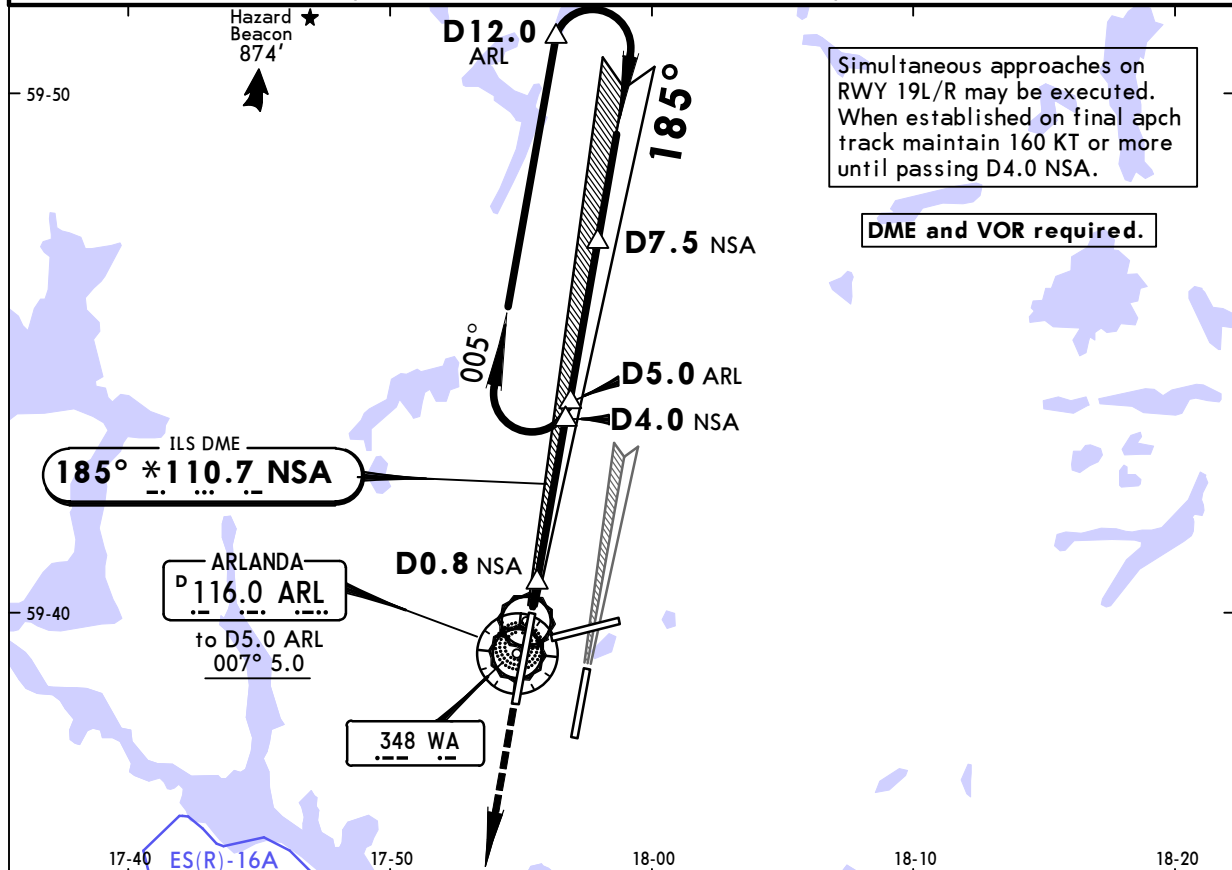 Hazard
Beacon
874'
D12.0
ARL
185°
Simultaneous approaches on
RWY 19L/R may be executed.
When established on final apch
track maintain 160 KT or more
until passing D4.0 NSA.
59-50
DME and VOR required.
D7.5 NSA
005°
D5.0 ARL
D4.0 NSA
ILS DME
185° *110.7 NSA
D0.8 NSA
ARLANDA
D 116.0 ARL
to D5.0 ARL
007° 5.0
59-40
348 WA
17-40
ES(R)-16A
17-50
18-00
18-10
18-20